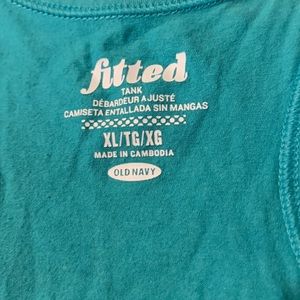 fitted
TANK
DÉBARDEUR AJUSTÉ
CAMISETA ENTALLADA SIN MANGAS
XL/TG/XG
MADE IN CAMBODIA
OLD NAVY